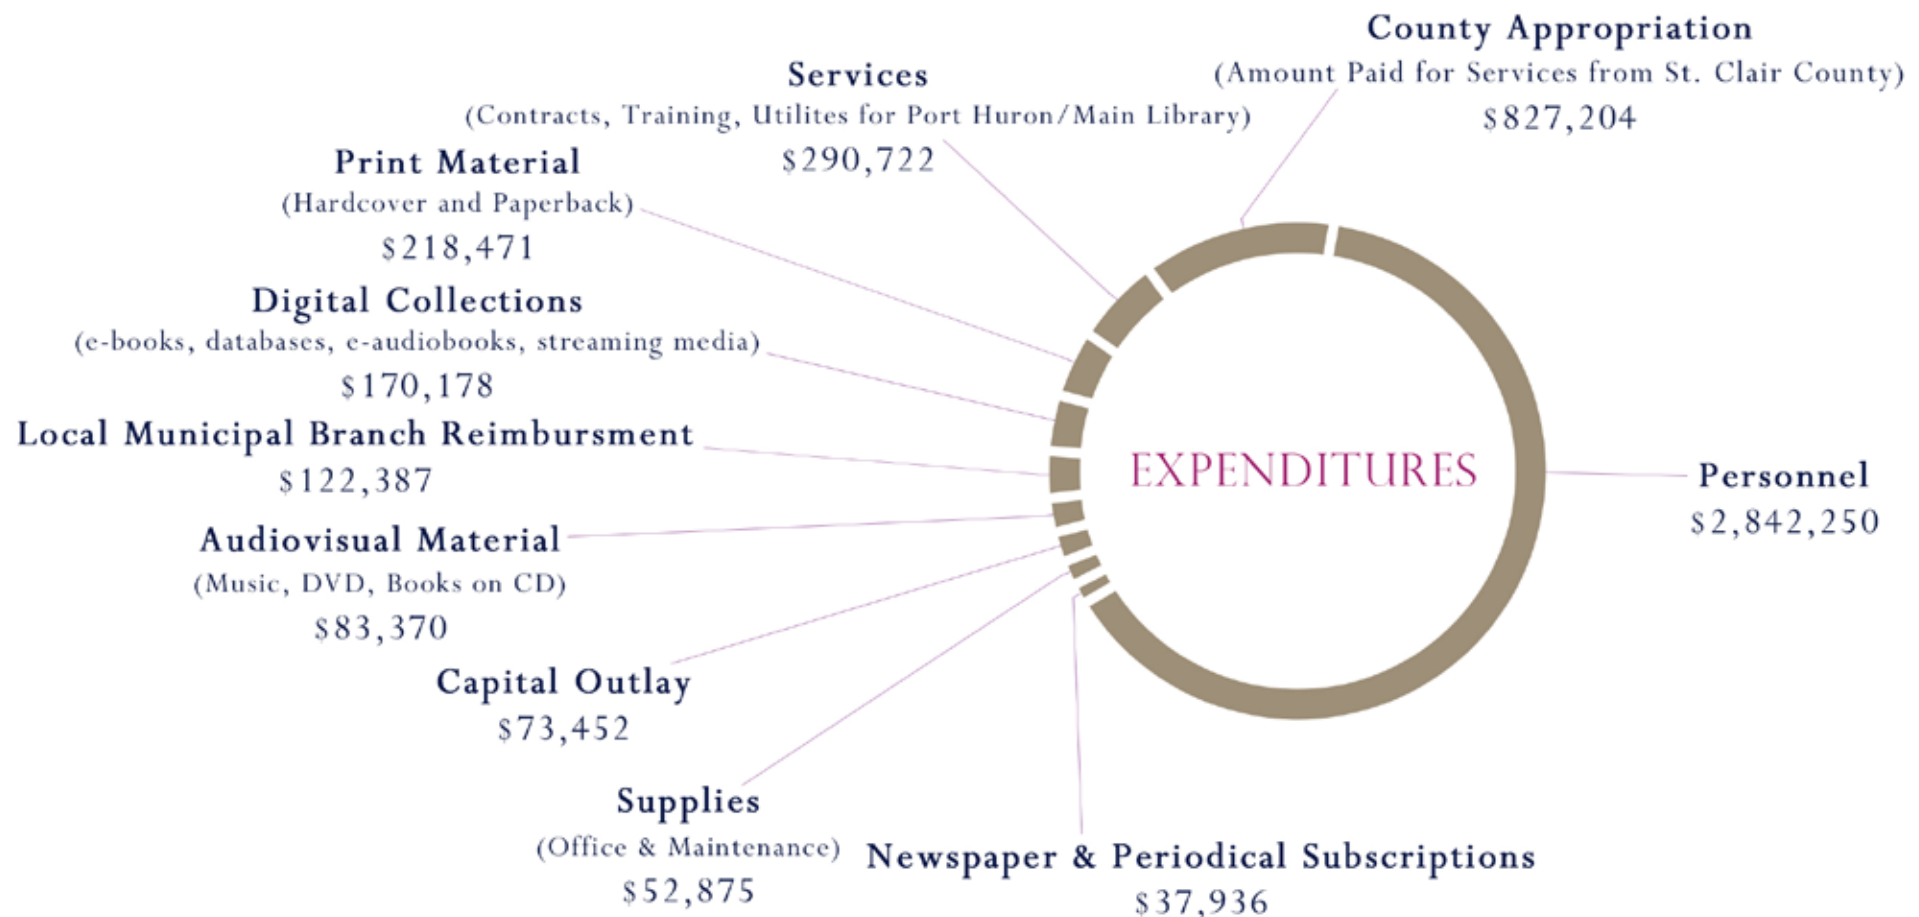 County Appropriation
(Amount Paid for Services from St. Clair County)
$827,204
Services
(Contracts, Training, Utilites for Port Huron/Main Library)
$290,722
Print Material
(Hardcover and Paperback)
$218,471
Digital Collections
(e-books, databases, e-audiobooks, streaming media)
$170,178
Local Municipal Branch Reimbursment
$122,387
Audiovisual Material
(Music, DVD, Books on CD)
$83,370
Capital Outlay
$73,452
Supplies
(Office & Maintenance)
$52,875
Newspaper & Periodical Subscriptions
$37,936
EXPENDITURES
Personnel
$2,842,250